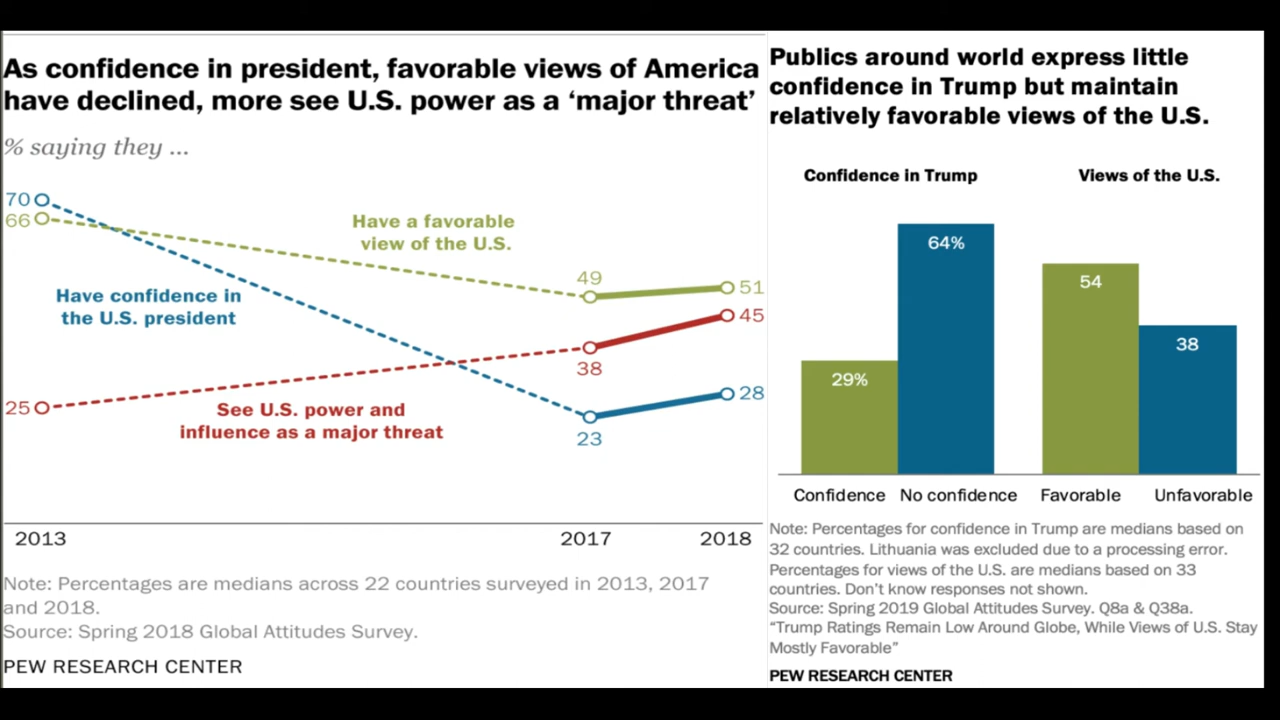 As confidence in president, favorable views of America
have declined, more see U.S. power as a ‘major threat’
% saying they ...
70
66
Have a favorable
view of the U.S.
49
51
Have confidence in
the U.S. president
45
38
28
25
See U.S. power and
influence as a major threat
23
2013 2017 2018
Note: Percentages are medians across 22 countries surveyed in 2013, 2017
and 2018.
Source: Spring 2018 Global Attitudes Survey.
PEW RESEARCH CENTER
Publics around world express little
confidence in Trump but maintain
relatively favorable views of the U.S.
Confidence in Trump Views of the U.S.
64%
54
38
29%
Confidence No confidence Favorable Unfavorable
Note: Percentages for confidence in Trump are medians based on
32 countries. Lithuania was excluded due to a processing error.
Percentages for views of the U.S. are medians based on 33
countries. Don’t know responses not shown.
Source: Spring 2019 Global Attitudes Survey. Q8a & Q38a.
“Trump Ratings Remain Low Around Globe, While Views of U.S. Stay
Mostly Favorable”
PEW RESEARCH CENTER